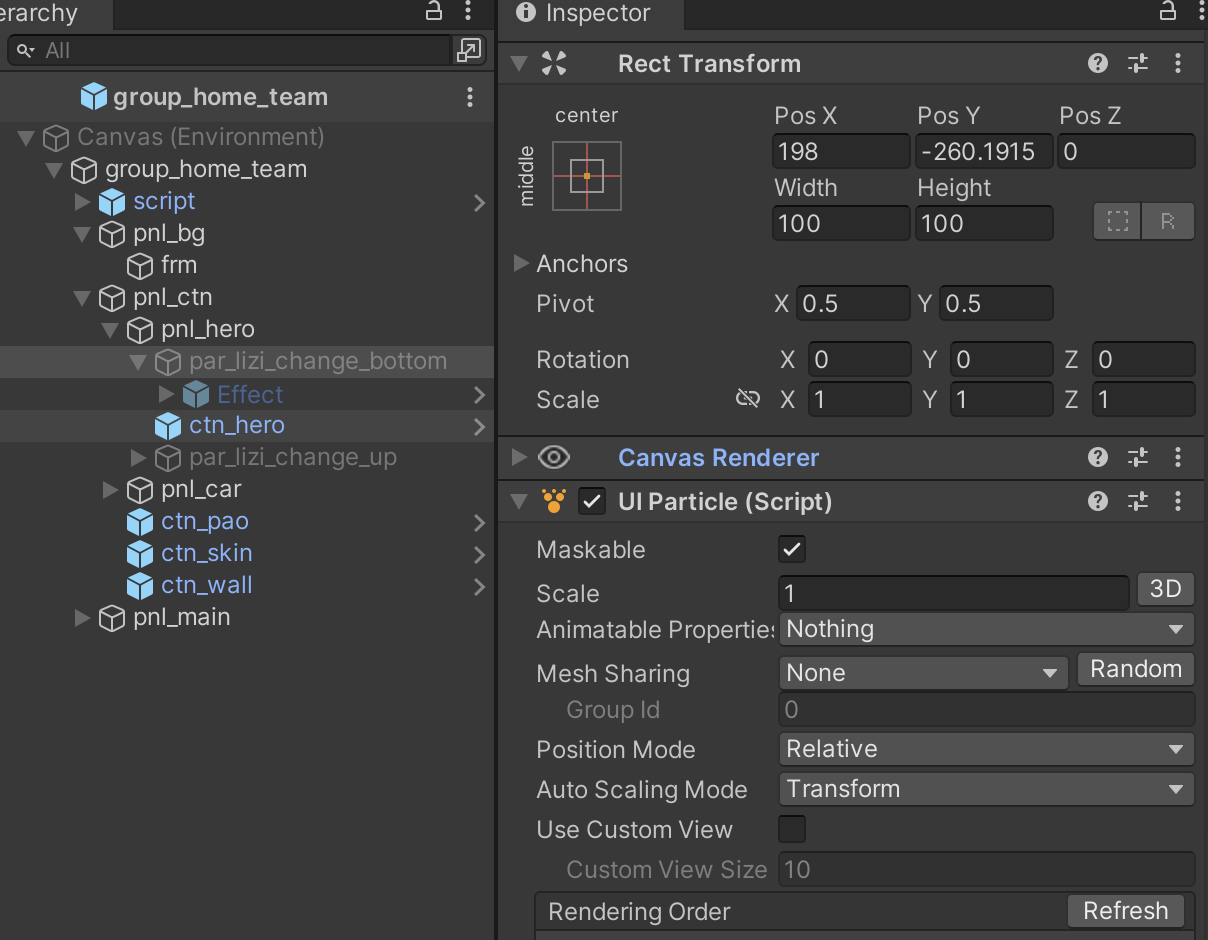 erarchy
All
group_home_team
Canvas (Environment)
group_home_team
script
pnl_bg
frm
pnl_ctn
pnl_hero
par_lizi_change_bottom
Effect
ctn_hero
par_lizi_change_up
pnl_car
ctn_pao
ctn_skin
ctn_wall
pnl_main
Inspector
Rect Transform
center
middle
Pos X Pos Y Pos Z
198 -260.1915 0
Width Height
100 100 R
Anchors
Pivot X 0.5 Y 0.5
Rotation X 0 Y 0 Z 0
Scale X 1 Y 1 Z 1
Canvas Renderer
UI Particle (Script)
Maskable
Scale 1 3D
Animatable Properties Nothing
Mesh Sharing None Random
Group Id 0
Position Mode Relative
Auto Scaling Mode Transform
Use Custom View
Custom View Size 10
Rendering Order Refresh